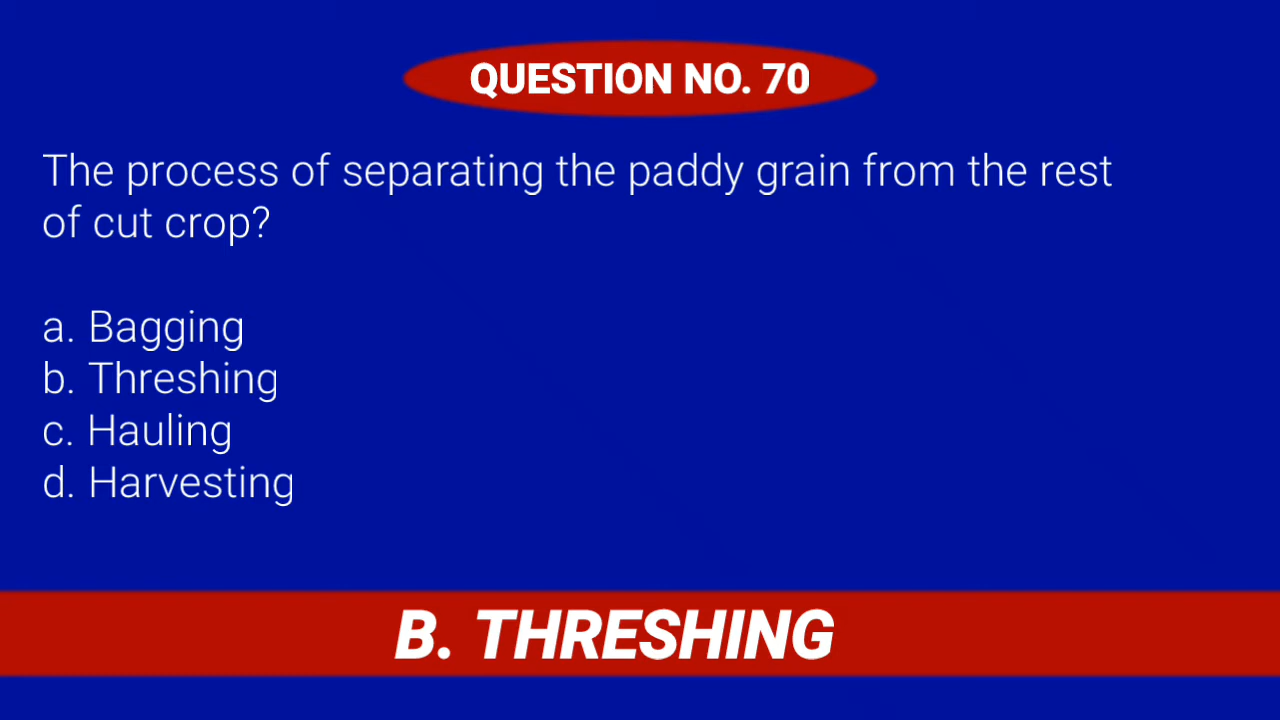 QUESTION NO. 70
The process of separating the paddy grain from the rest
of cut crop?
a. Bagging
b. Threshing
c. Hauling
d. Harvesting
B. THRESHING